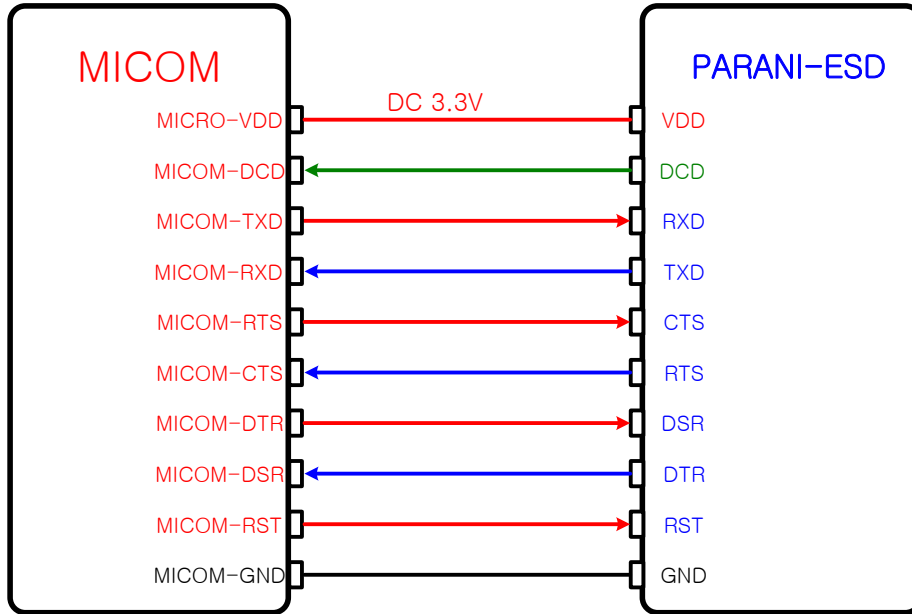 MICOM
PARANI-ESD
DC 3.3V
MICRO-VDD VDD
MICOM-DCD DCD
MICOM-TXD RXD
MICOM-RXD TXD
MICOM-RTS CTS
MICOM-CTS RTS
MICOM-DTR DSR
MICOM-DSR DTR
MICOM-RST RST
MICOM-GND GND